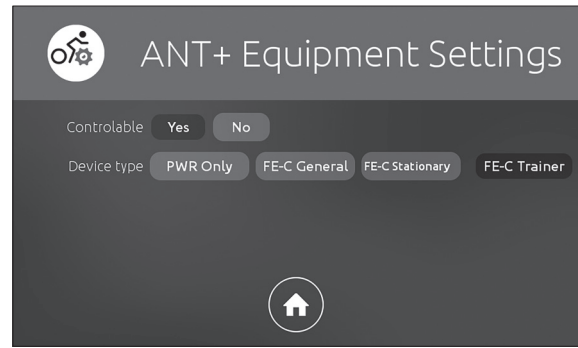 ANT+ Equipment Settings
Controlable Yes No
Device type PWR Only FE-C General FE-C Stationary FE-C Trainer